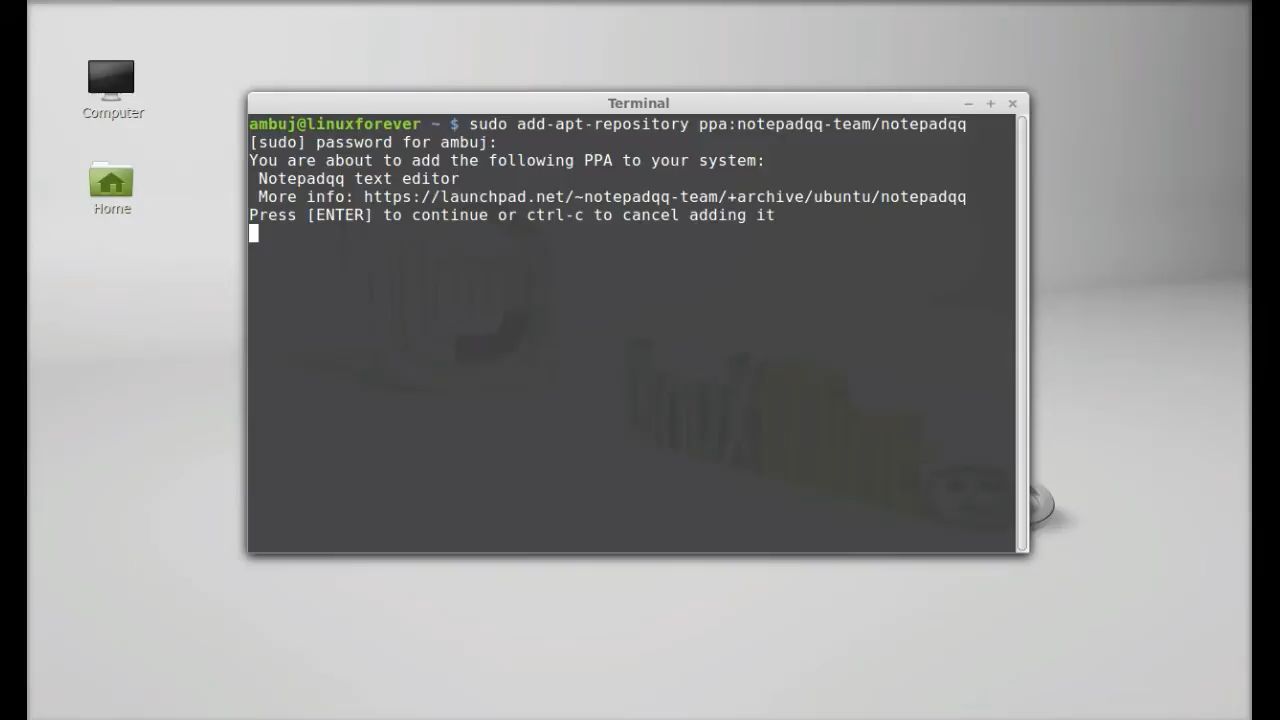 Computer
Home
Terminal
ambuj@linuxforever ~ $ sudo add-apt-repository ppa:notepadqq-team/notepadqq
[sudo] password for ambuj:
You are about to add the following PPA to your system:
 Notepadqq text editor
 More info: https://launchpad.net/~notepadqq-team/+archive/ubuntu/notepadqq
Press [ENTER] to continue or ctrl-c to cancel adding it